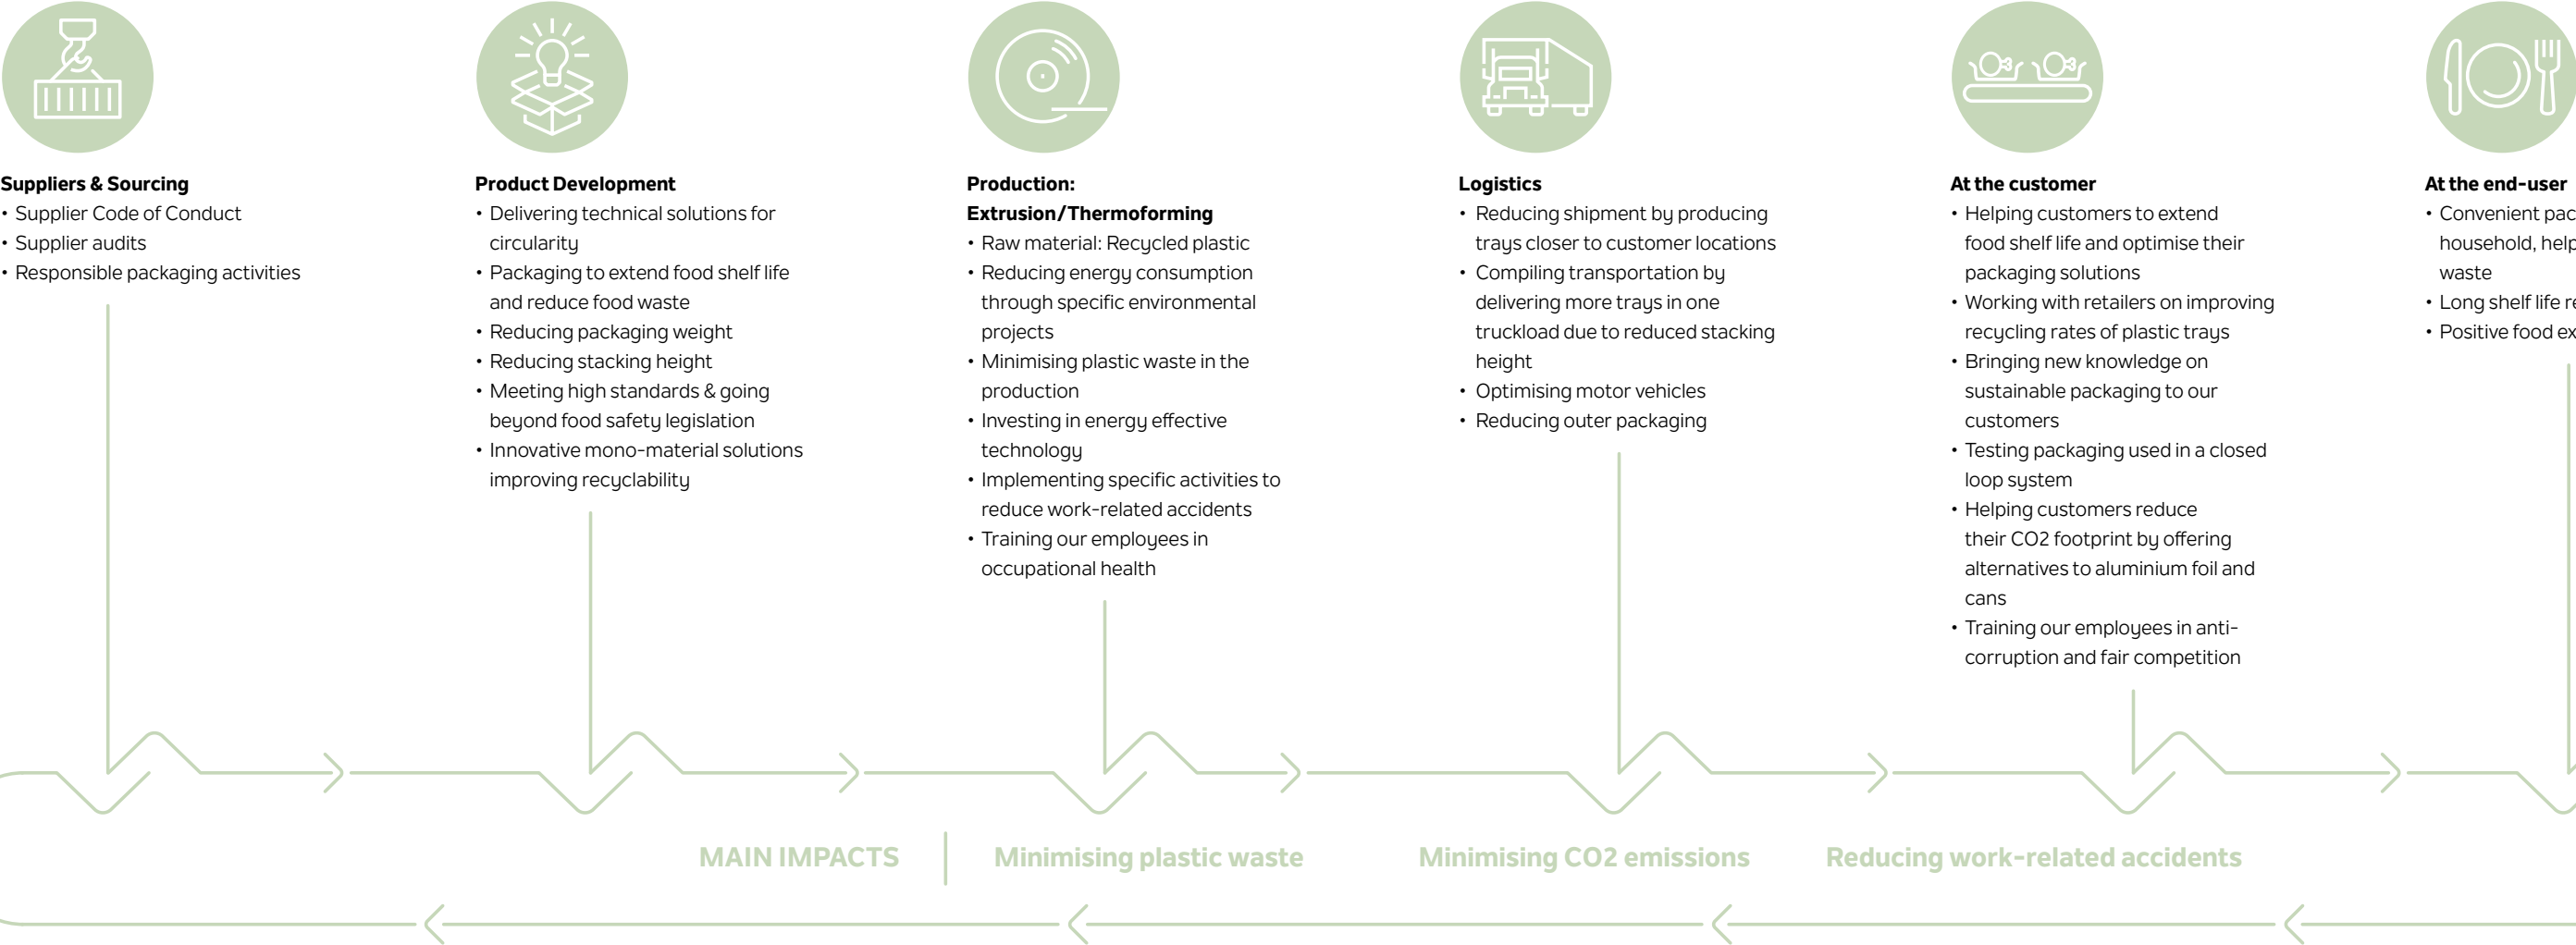 Suppliers & Sourcing
• Supplier Code of Conduct
• Supplier audits
• Responsible packaging activities
Product Development
• Delivering technical solutions for
circularity
• Packaging to extend food shelf life
and reduce food waste
• Reducing packaging weight
• Reducing stacking height
• Meeting high standards & going
beyond food safety legislation
• Innovative mono-material solutions
improving recyclability
Production:
Extrusion/Thermoforming
• Raw material: Recycled plastic
• Reducing energy consumption
through specific environmental
projects
• Minimising plastic waste in the
production
• Investing in energy effective
technology
• Implementing specific activities to
reduce work-related accidents
• Training our employees in
occupational health
Logistics
• Reducing shipment by producing
trays closer to customer locations
• Compiling transportation by
delivering more trays in one
truckload due to reduced stacking
height
• Optimising motor vehicles
• Reducing outer packaging
At the customer
• Helping customers to extend
food shelf life and optimise their
packaging solutions
• Working with retailers on improving
recycling rates of plastic trays
• Bringing new knowledge on
sustainable packaging to our
customers
• Testing packaging used in a closed
loop system
• Helping customers reduce
their CO2 footprint by offering
alternatives to aluminium foil and
cans
• Training our employees in anti-
corruption and fair competition
At the end-user
• Convenient
household,
waste
• Long shelf life
• Positive food
MAIN IMPACTS
Minimising plastic waste
Minimising CO2 emissions
Reducing work-related accidents